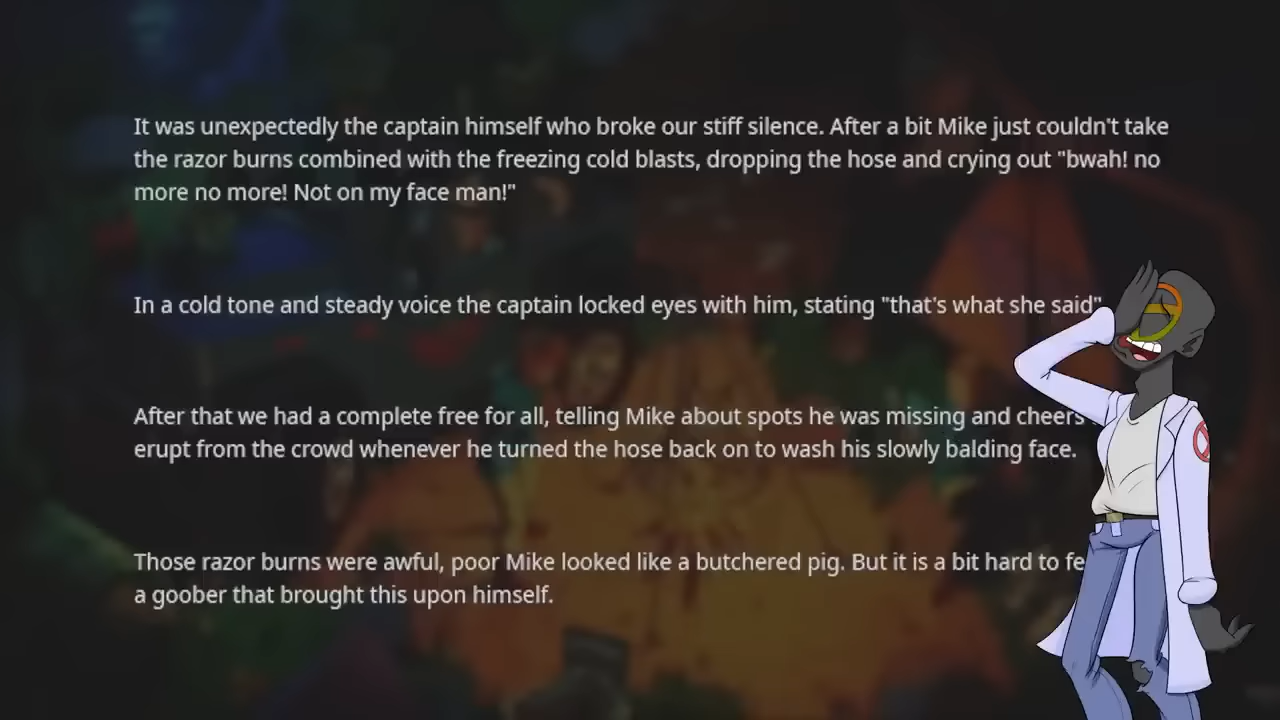 It was unexpectedly the captain himself who broke our stiff silence. After a bit Mike just couldn't take
the razor burns combined with the freezing cold blasts, dropping the hose and crying out "bwah! no
more no more! Not on my face man!"
In a cold tone and steady voice the captain locked eyes with him, stating "that's what she said"
After that we had a complete free for all, telling Mike about spots he was missing and cheers
erupt from the crowd whenever he turned the hose back on to wash his slowly balding face.
Those razor burns were awful, poor Mike looked like a butchered pig. But it is a bit hard to
a goober that brought this upon himself.